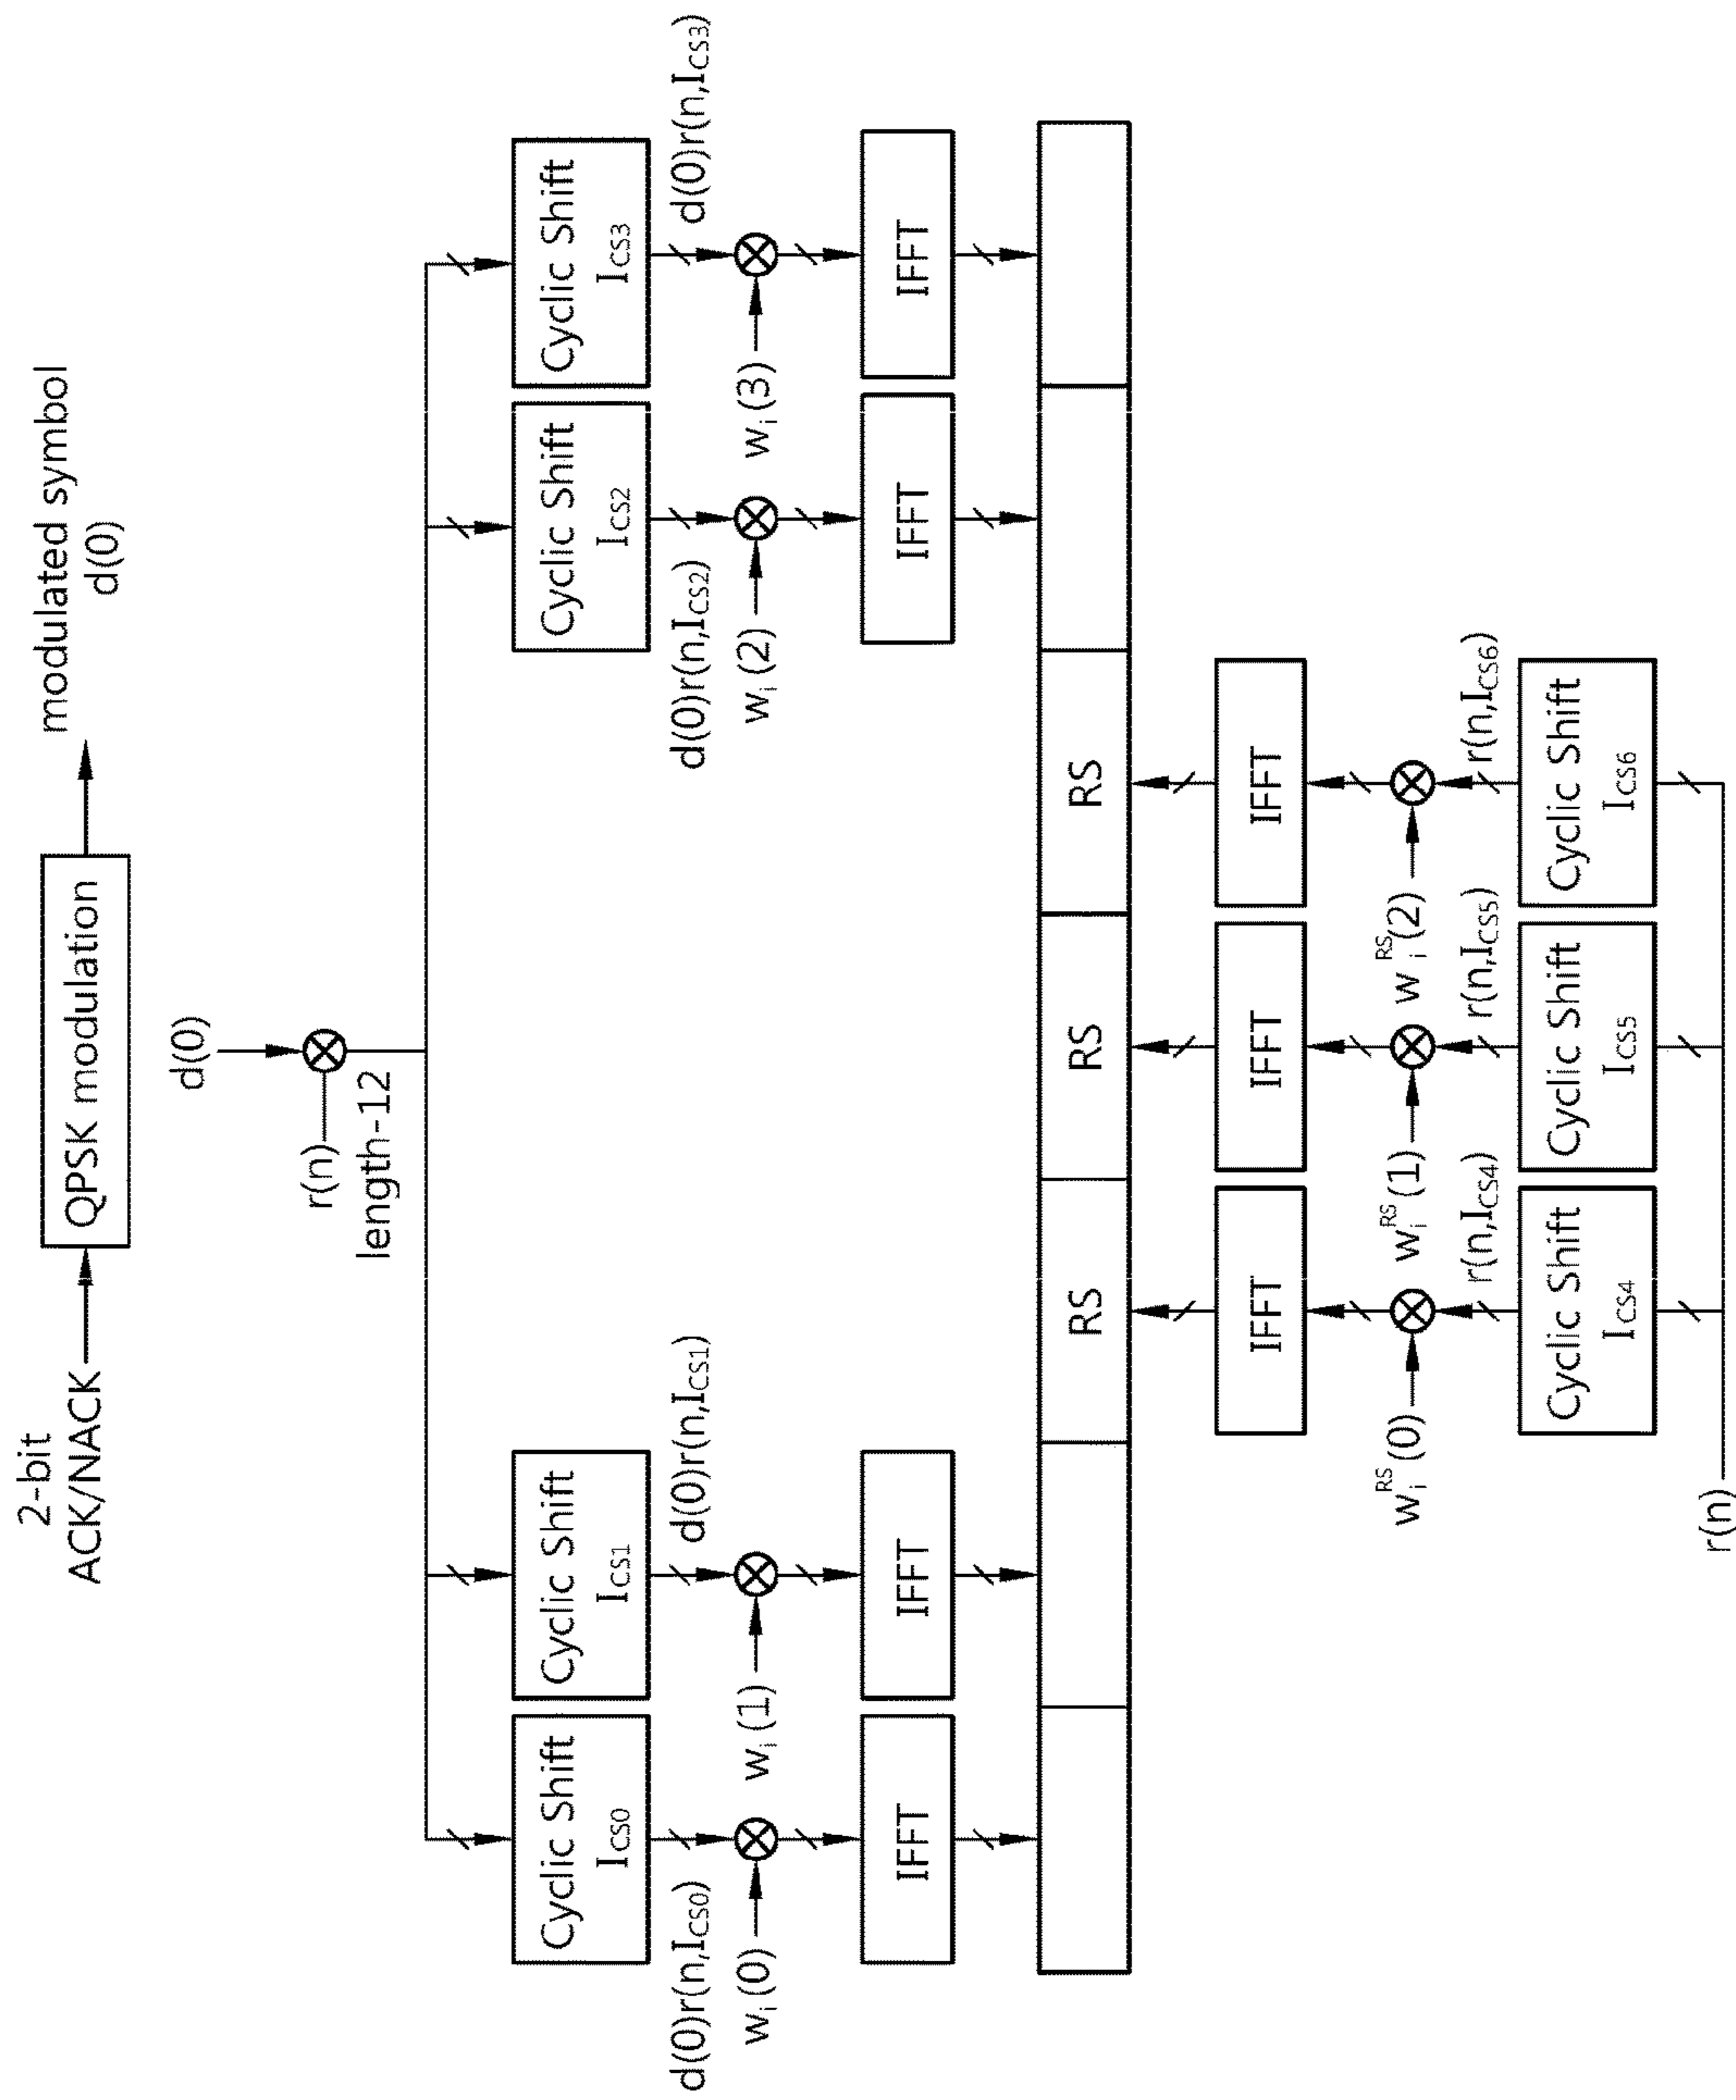 2-bit
ACK/NACK
QPSK modulation
modulated symbol
d(0)
d(0)
r(n)
length-12
Cyclic Shift
I_CS0
Cyclic Shift
I_CS1
Cyclic Shift
I_CS2
Cyclic Shift
I_CS3
d(0)r(n,I_CS0)
d(0)r(n,I_CS1)
d(0)r(n,I_CS2)
d(0)r(n,I_CS3)
w_i(0)
w_i(1)
w_i(2)
w_i(3)
IFFT
IFFT
IFFT
IFFT
RS
RS
RS
IFFT
IFFT
IFFT
w_i^RS(0)
w_i^RS(1)
w_i^RS(2)
r(n,I_CS4)
r(n,I_CS5)
r(n,I_CS6)
Cyclic Shift
I_CS4
Cyclic Shift
I_CS5
Cyclic Shift
I_CS6
r(n)